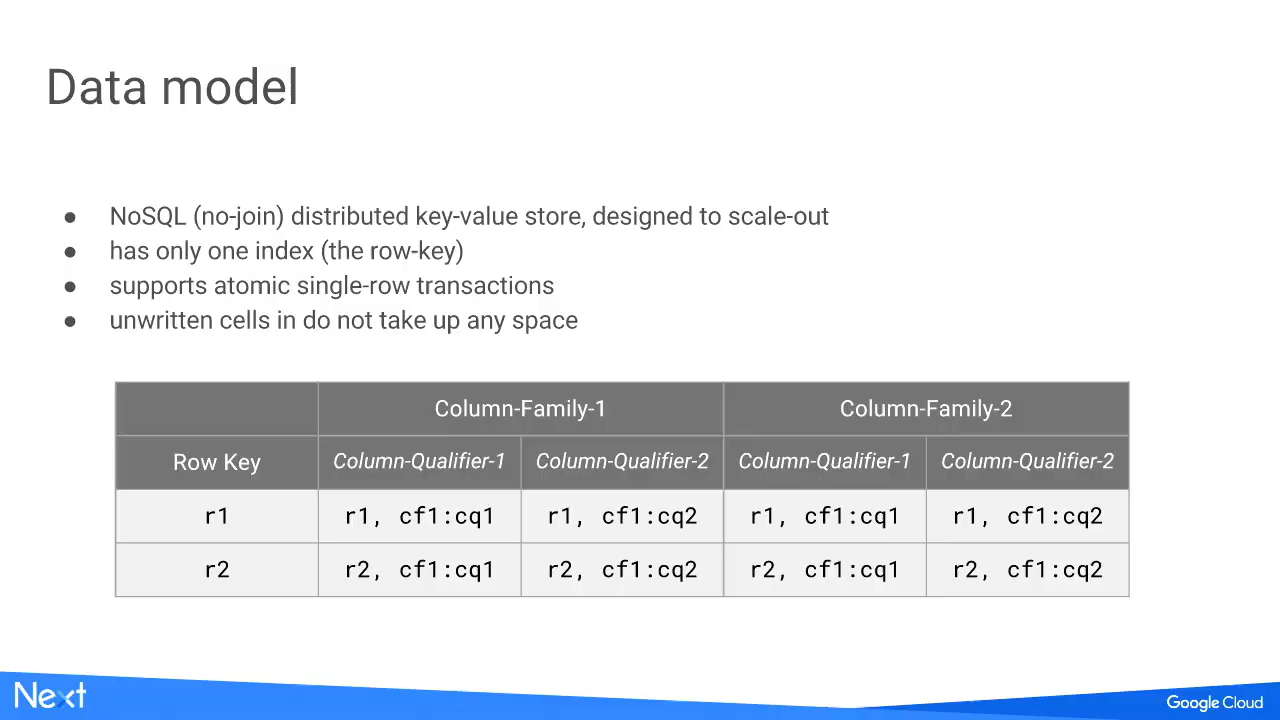 Data model
● NoSQL (no-join) distributed key-value store, designed to scale-out
● has only one index (the row-key)
● supports atomic single-row transactions
● unwritten cells in do not take up any space
Column-Family-1 Column-Family-2
Row Key Column-Qualifier-1 Column-Qualifier-2 Column-Qualifier-1 Column-Qualifier-2
r1 r1, cf1:cq1 r1, cf1:cq2 r1, cf1:cq1 r1, cf1:cq2
r2 r2, cf1:cq1 r2, cf1:cq2 r2, cf1:cq1 r2, cf1:cq2
Next Google Cloud